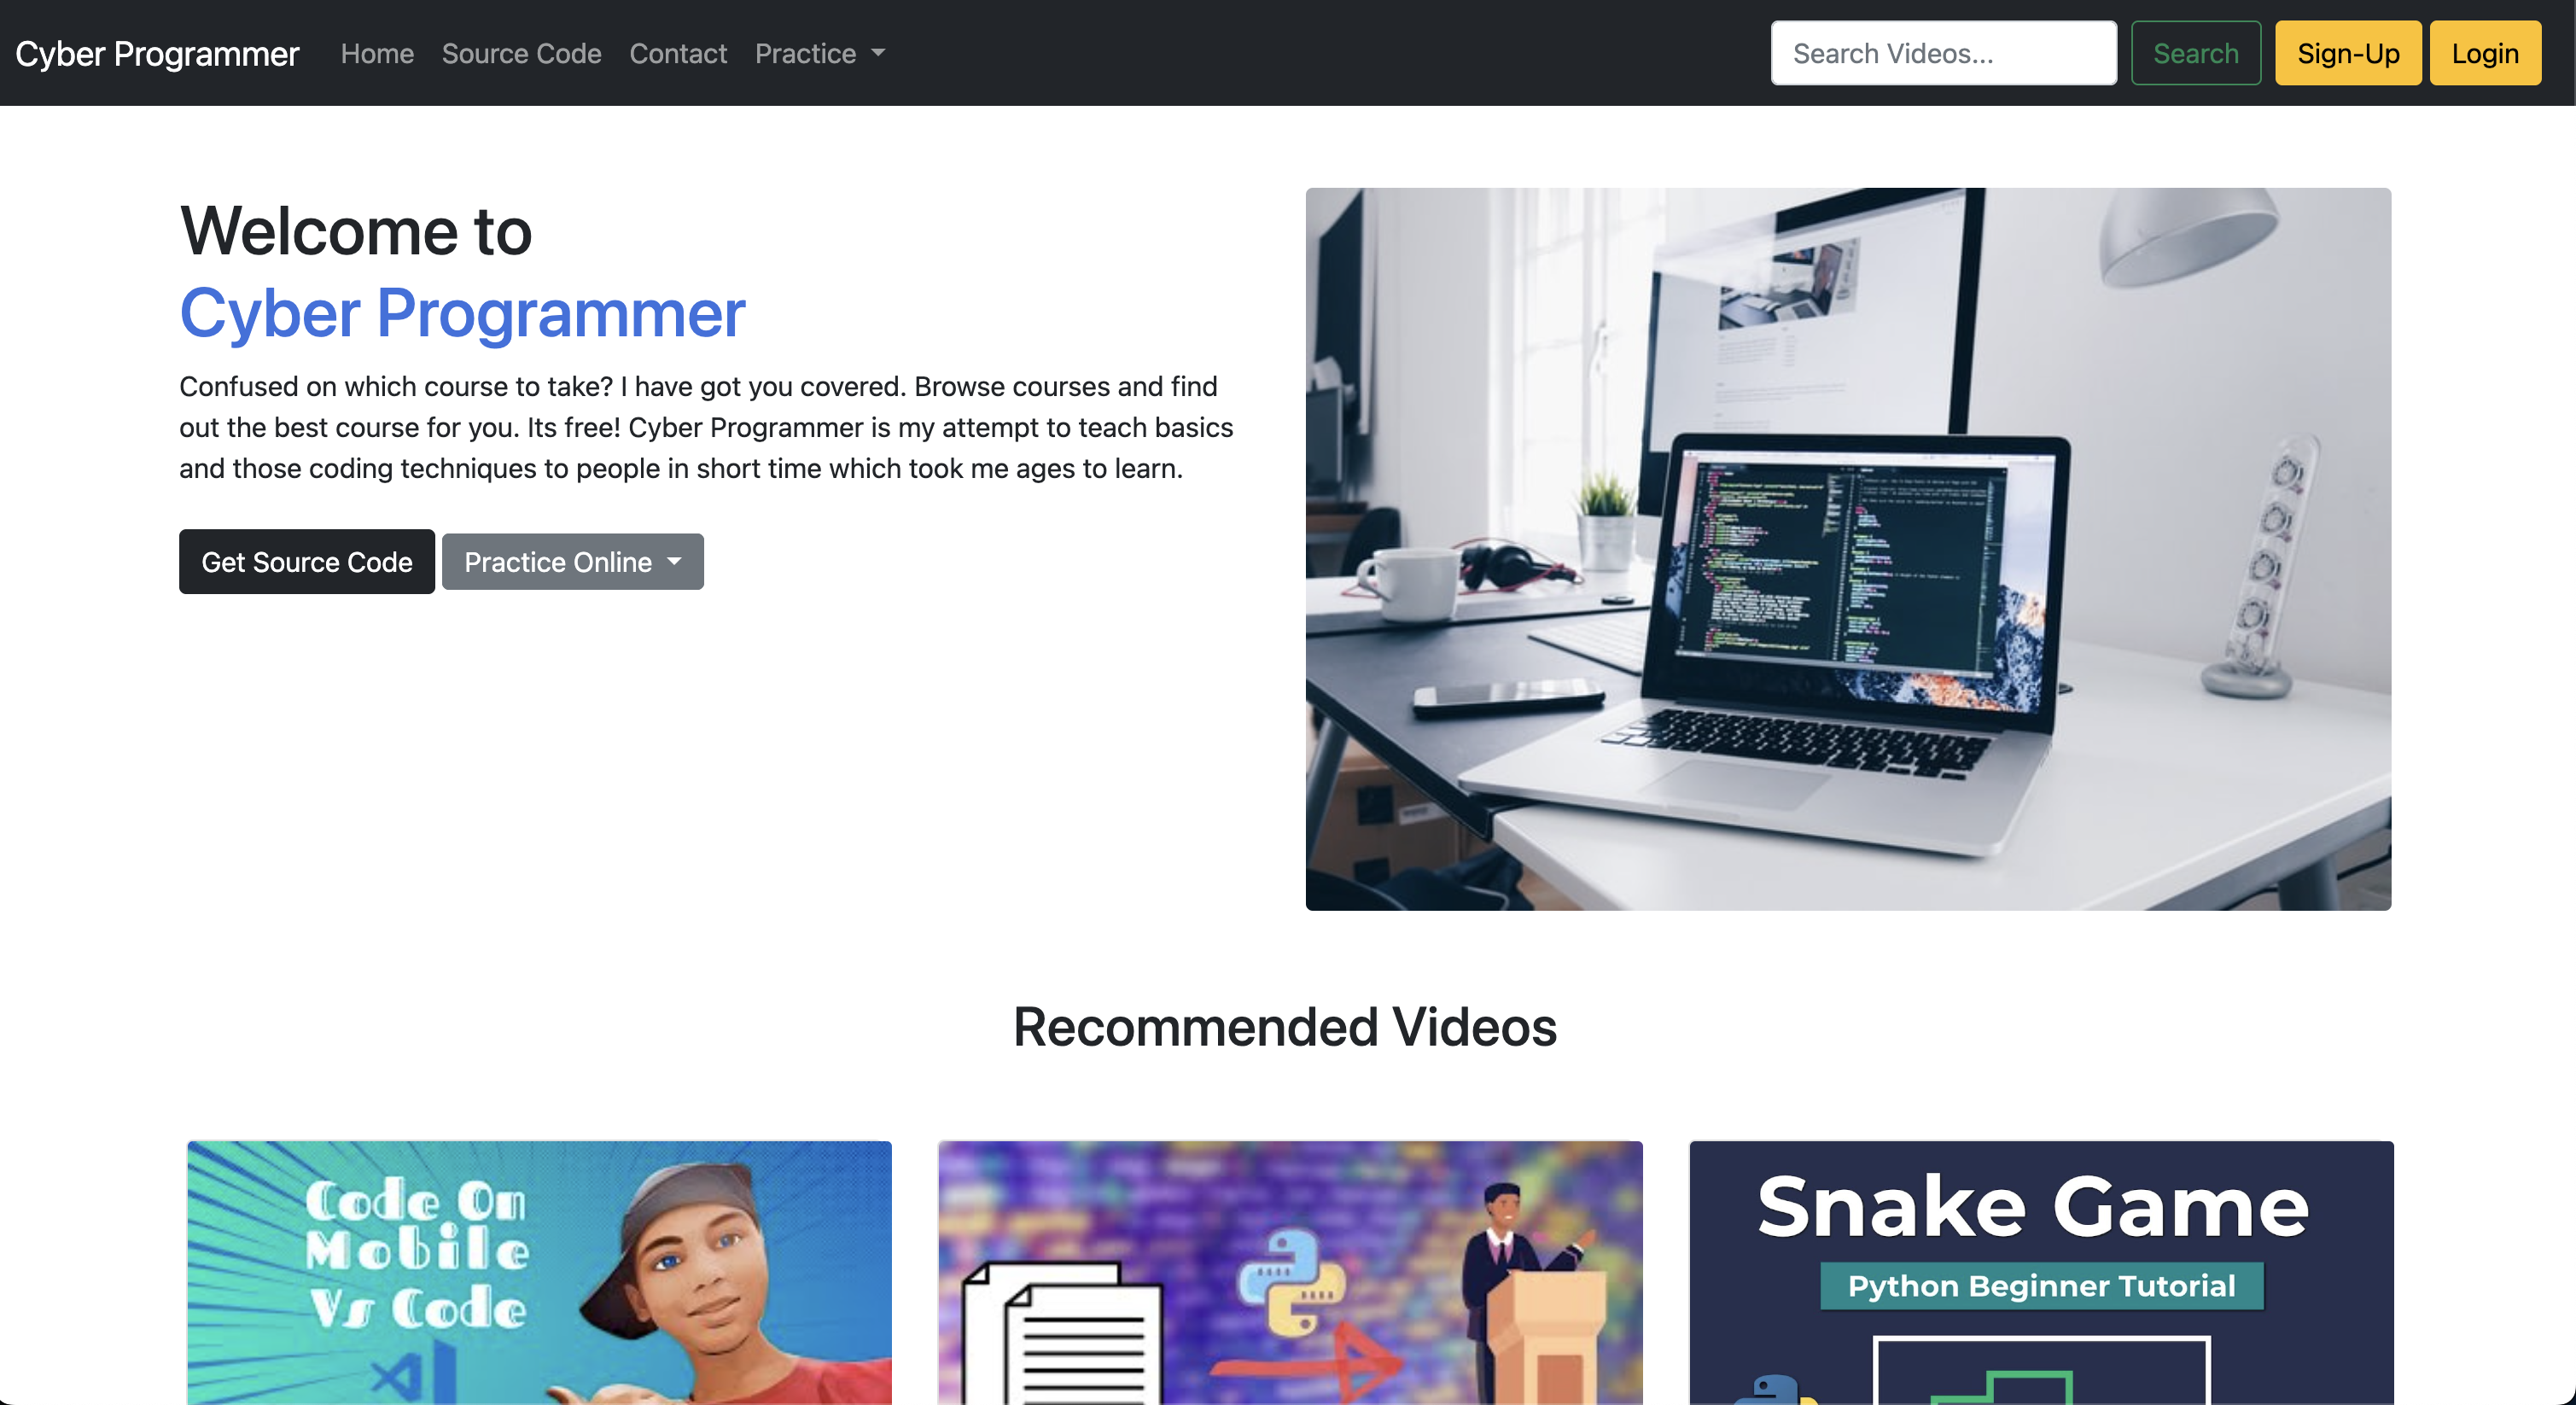 Cyber Programmer Home Source Code Contact Practice Search Videos... Search Sign-Up Login
Welcome to
Cyber Programmer
Confused on which course to take? I have got you covered. Browse courses and find
out the best course for you. Its free! Cyber Programmer is my attempt to teach basics
and those coding techniques to people in short time which took me ages to learn.
Get Source Code Practice Online
Recommended Videos
Code On
Mobile
Vs Code
Snake Game
Python Beginner Tutorial